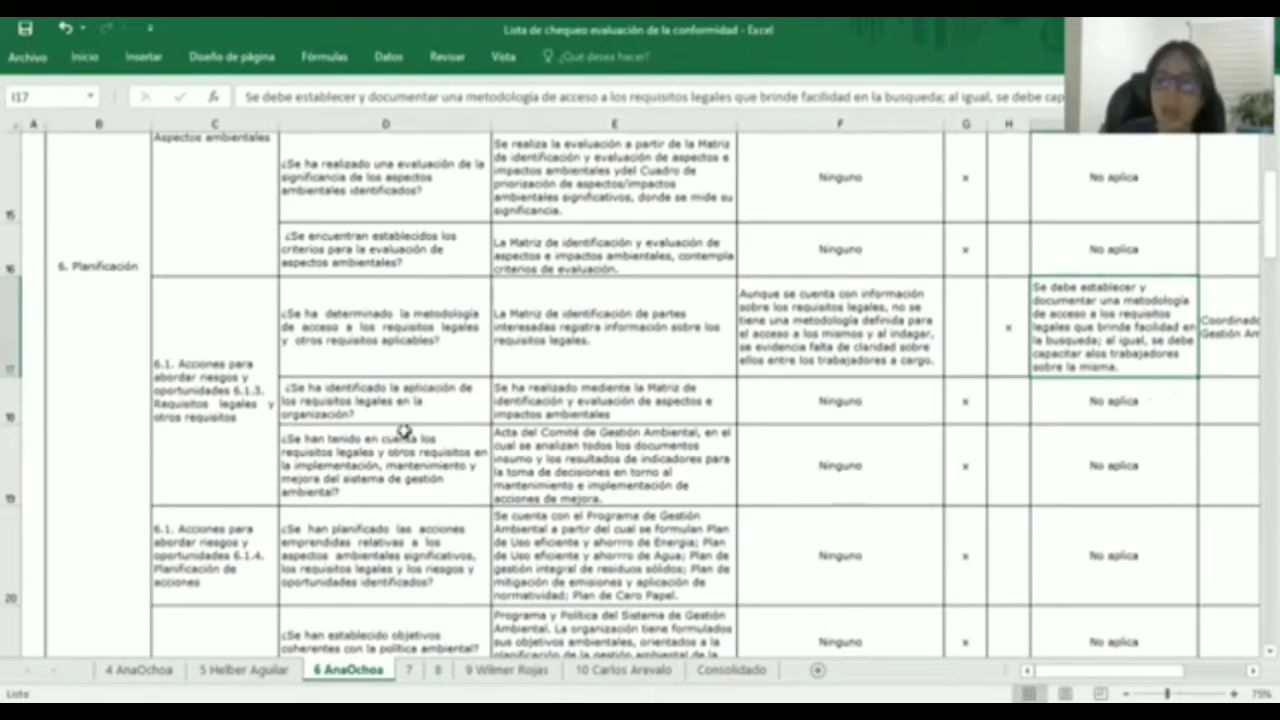 Lista de chequeo evaluación de la conformidad - Excel
Archivo Inicio Insertar Diseño de página Fórmulas Datos Revisar Vista ¿Qué desea hacer?
I17 fx Se debe establecer y documentar una metodología de acceso a los requisitos legales que brinde facilidad en la busqueda; al igual, se debe cap
A B C D E F G H
15
6. Planificación
Aspectos ambientales
¿Se ha realizado una evaluación de la
significancia de los aspectos
ambientales identificados?
Se realiza la evaluación a partir de la Matriz
de identificación y evaluación de aspectos e
impactos ambientales ydel Cuadro de
priorización de aspectos/impactos
ambientales significativos, donde se mide su
significancia.
Ninguno
x
No aplica
16
¿Se encuentran establecidos los
criterios para la evaluación de
aspectos ambientales?
La Matriz de identificación y evaluación de
aspectos e impactos ambientales, contempla
criterios de evaluación.
Ninguno
x
No aplica
17
6.1. Acciones para
abordar riesgos y
oportunidades 6.1.3.
Requisitos legales y
otros requisitos
¿Se ha determinado la metodología
de acceso a los requisitos legales
y otros requisitos aplicables?
La Matriz de identificación de partes
interesadas registra información sobre los
requisitos legales.
Aunque se cuenta con información
sobre los requisitos legales, no se
tiene una metodología definida para
el acceso a los mismos y al indagar,
se evidencia falta de claridad sobre
ellos entre los trabajadores a cargo.
x
Se debe establecer y
documentar una metodología
de acceso a los requisitos
legales que brinde facilidad en
la busqueda; al igual, se debe
capacitar alos trabajadores
sobre la misma.
Coordinado
Gestión Am
18
¿Se ha identificado la aplicación de
los requisitos legales en la
organización?
Se ha realizado mediante la Matriz de
identificación y evaluación de aspectos e
impactos ambientales
Ninguno
x
No aplica
19
¿Se han tenido en cuenta los
requisitos legales y otros requisitos en
la implementación, mantenimiento y
mejora del sistema de gestión
ambiental?
Acta del Comité de Gestión Ambiental, en el
cual se analizan todos los documentos
insumo y los resultados de indicadores para
la toma de decisiones en torno al
mantenimiento e implementación de
acciones de mejora.
Ninguno
x
No aplica
20
6.1. Acciones para
abordar riesgos y
oportunidades 6.1.4.
Planificación de
acciones
¿Se han planificado las acciones
emprendidas relativas a los
aspectos ambientales significativos,
los requisitos legales y los riesgos y
oportunidades identificados?
Se cuenta con el Programa de Gestión
Ambiental a partir del cual se formulan Plan
de Uso eficiente y ahorrro de Energía; Plan
de Uso eficiente y ahorrro de Agua; Plan de
gestión integral de residuos sólidos; Plan de
mitigación de emisiones y aplicación de
normatividad; Plan de Cero Papel.
Ninguno
x
No aplica
¿Se han establecido objetivos
coherentes con la política ambiental?
Programa y Política del Sistema de Gestión
Ambiental. La organización tiene formulados
sus objetivos ambientales, orientados a la
planificación de la gestión ambiental de la
Ninguno
x
No aplica
4 AnaOchoa 5 Helber Aguilar 6 AnaOchoa 7 8 9 Wilmer Rojas 10 Carlos Arevalo Consolidado
Listo 75%